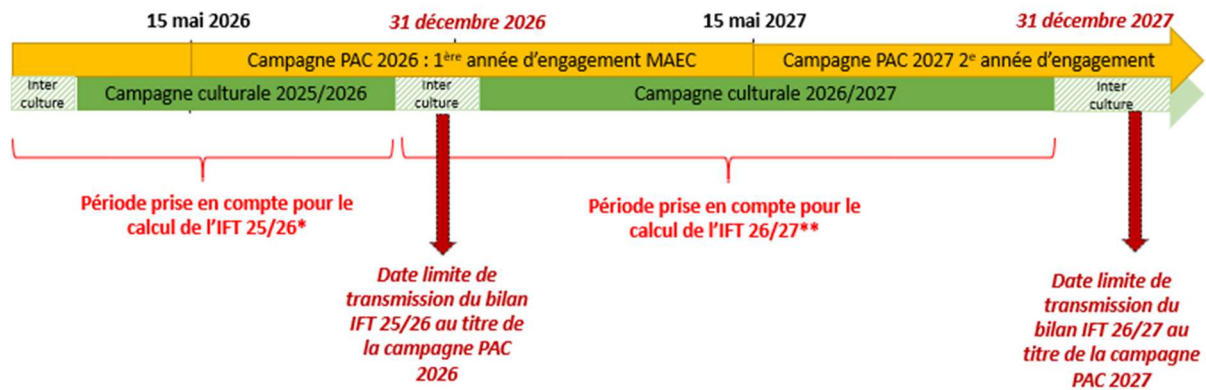 15 mai 2026
31 décembre 2026
15 mai 2027
31 décembre 2027
Campagne PAC 2026 : 1ère année d'engagement MAEC
Campagne PAC 2027 2e année d'engagement
Inter
culture
Campagne culturale 2025/2026
Inter
culture
Campagne culturale 2026/2027
Inter
culture
Période prise en compte pour le
calcul de l'IFT 25/26*
Période prise en compte pour le
calcul de l'IFT 26/27**
Date limite de
transmission du bilan
IFT 25/26 au titre de
la campagne PAC
2026
Date limite de
transmission du
bilan IFT 26/27 au
titre de la campagne
PAC 2027